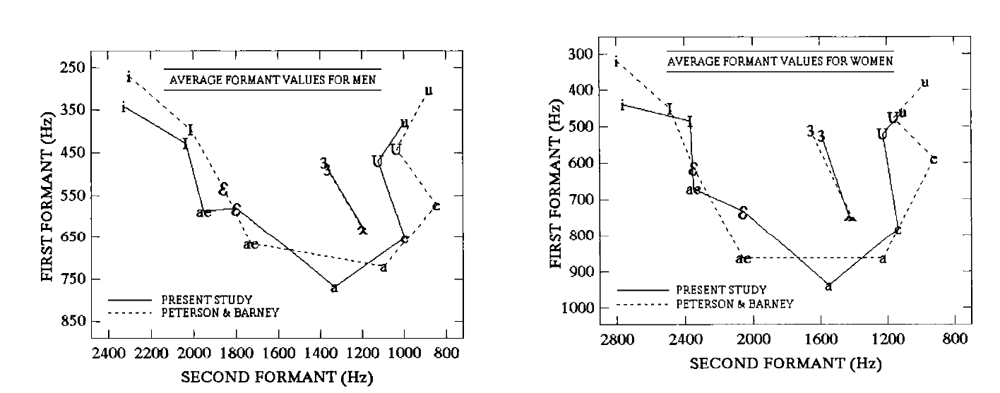 AVERAGE FORMANT VALUES FOR MEN
FIRST FORMANT (Hz)
250
350
450
550
650
750
850
i
i
I
I
ɛ
ae
ɛ
ae
a
a
c
c
U
U
u
u
3
3
ʌ
PRESENT STUDY
PETERSON & BARNEY
2400 2200 2000 1800 1600 1400 1200 1000 800
SECOND FORMANT (Hz)
AVERAGE FORMANT VALUES FOR WOMEN
FIRST FORMANT (Hz)
300
400
500
600
700
800
900
1000
i
i
I
I
ɛ
ae
ɛ
ae
a
a
c
c
U
U
u
u
3
3
ʌ
PRESENT STUDY
PETERSON & BARNEY
2800 2400 2000 1600 1200 800
SECOND FORMANT (Hz)